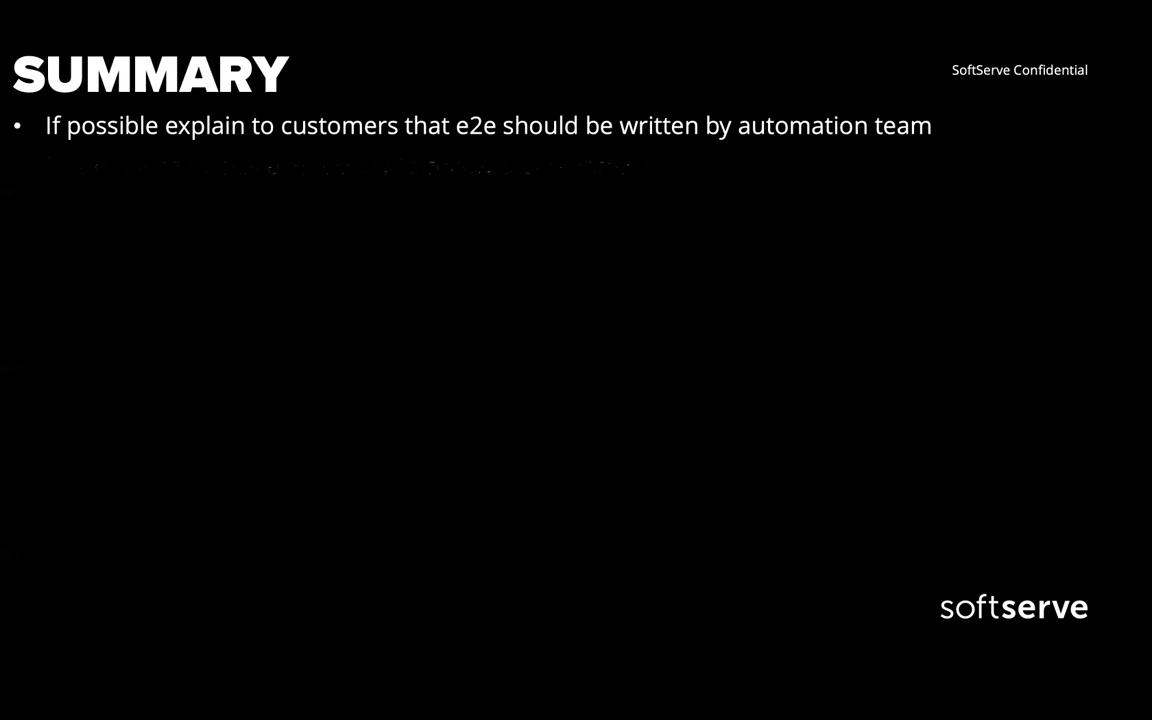 SUMMARY
SoftServe Confidential
• If possible explain to customers that e2e should be written by automation team
softserve